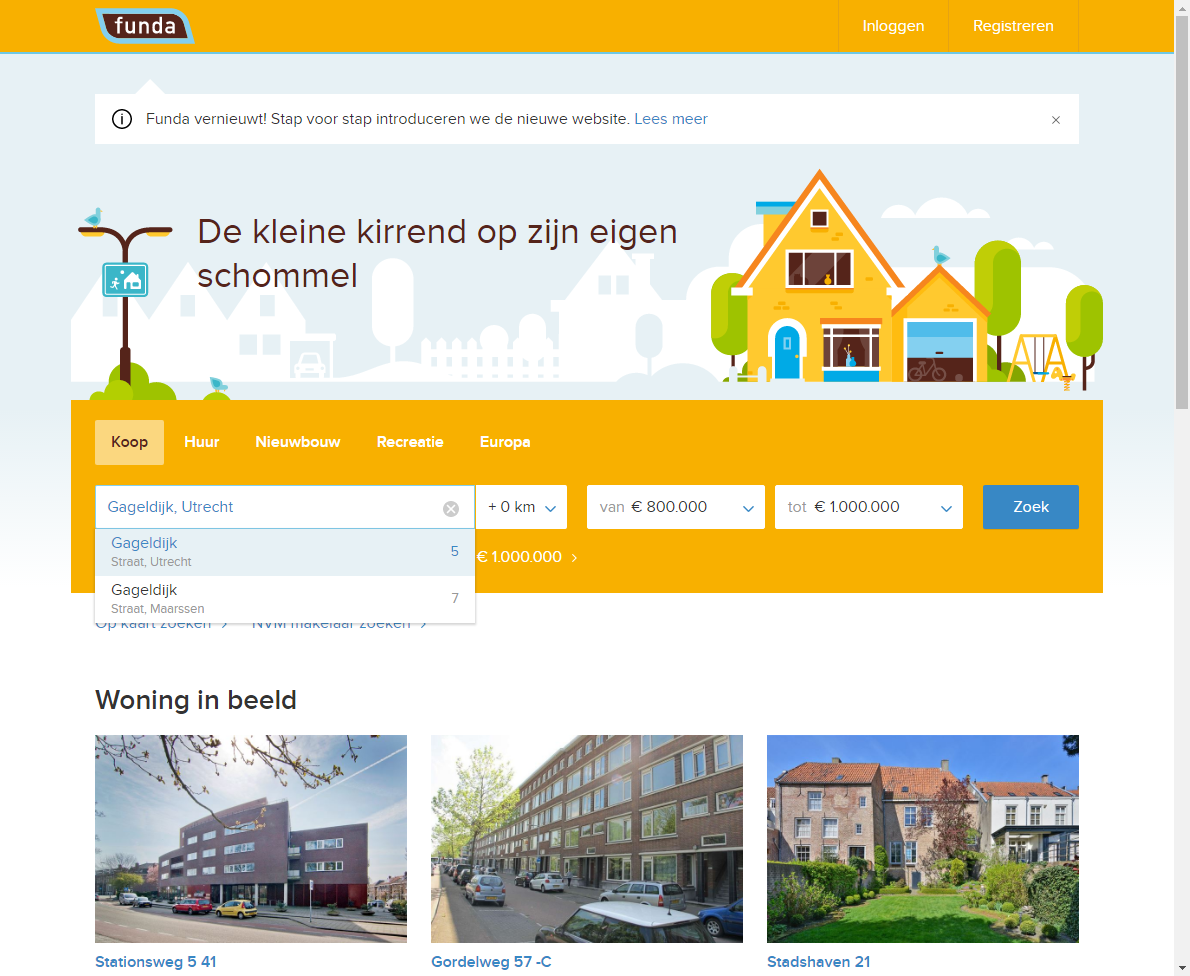 funda
Inloggen
Registreren
Funda vernieuwt! Stap voor stap introduceren we de nieuwe website. Lees meer
De kleine kirrend op zijn eigen
schommel
Koop
Huur
Nieuwbouw
Recreatie
Europa
Gageldijk, Utrecht
+ 0 km
van € 800.000
tot € 1.000.000
Zoek
Gageldijk
Straat, Utrecht
5
€ 1.000.000
Gageldijk
Straat, Maarssen
7
Op kaart zoeken
NVM makelaar zoeken
Woning in beeld
Stationsweg 5 41
Gordelweg 57 -C
Stadshaven 21